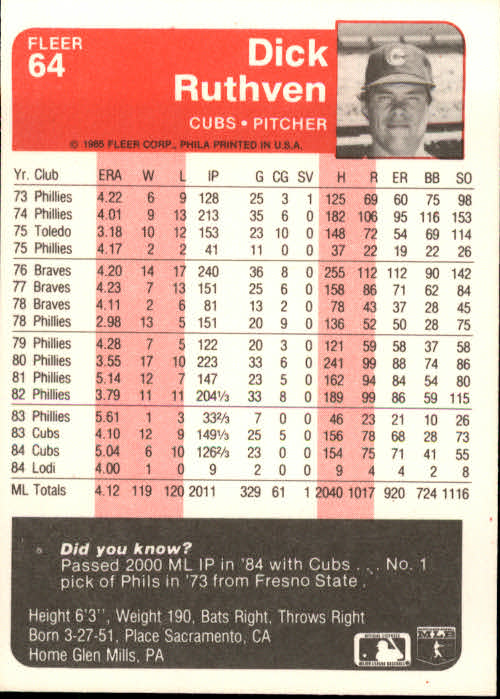 FLEER
64
Dick
Ruthven
CUBS • PITCHER
© 1985 FLEER CORP., PHILA PRINTED IN U.S.A.
Yr. Club ERA W L IP G CG SV H R ER BB SO
73 Phillies 4.22 6 9 128 25 3 1 125 69 60 75 98
74 Phillies 4.01 9 13 213 35 6 0 182 106 95 116 153
75 Toledo 3.18 10 12 153 23 10 0 148 72 54 69 114
75 Phillies 4.17 2 2 41 11 0 0 37 22 19 22 26
76 Braves 4.20 14 17 240 36 8 0 255 112 112 90 142
77 Braves 4.23 7 13 151 25 6 0 158 86 71 62 84
78 Braves 4.11 2 6 81 13 2 0 78 43 37 28 45
78 Phillies 2.98 13 5 151 20 9 0 136 52 50 28 75
79 Phillies 4.28 7 5 122 20 3 0 121 59 58 37 58
80 Phillies 3.55 17 10 223 33 6 0 241 99 88 74 86
81 Phillies 5.14 12 7 147 23 5 0 162 94 84 54 80
82 Phillies 3.79 11 11 204⅓ 33 8 0 189 99 86 59 115
83 Phillies 5.61 1 3 33⅔ 7 0 0 46 23 21 10 26
83 Cubs 4.10 12 9 149⅓ 25 5 0 156 78 68 28 73
84 Cubs 5.04 6 10 126⅔ 23 0 0 154 75 71 41 55
84 Lodi 4.00 1 0 9 2 0 0 9 4 4 2 8
ML Totals 4.12 119 120 2011 329 61 1 2040 1017 920 724 1116
Did you know?
Passed 2000 ML IP in '84 with Cubs . . . No. 1
pick of Phils in '73 from Fresno State.
Height 6'3", Weight 190, Bats Right, Throws Right
Born 3-27-51, Place Sacramento, CA
Home Glen Mills, PA